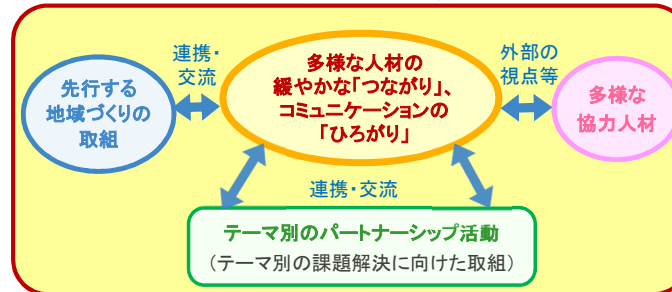 先行する
地域づくりの
取組
連携・
交流
多様な人材の
緩やかな「つながり」、
コミュニケーションの
「ひろがり」
外部の
視点等
多様な
協力人材
連携・交流
テーマ別のパートナーシップ活動
（テーマ別の課題解決に向けた取組）